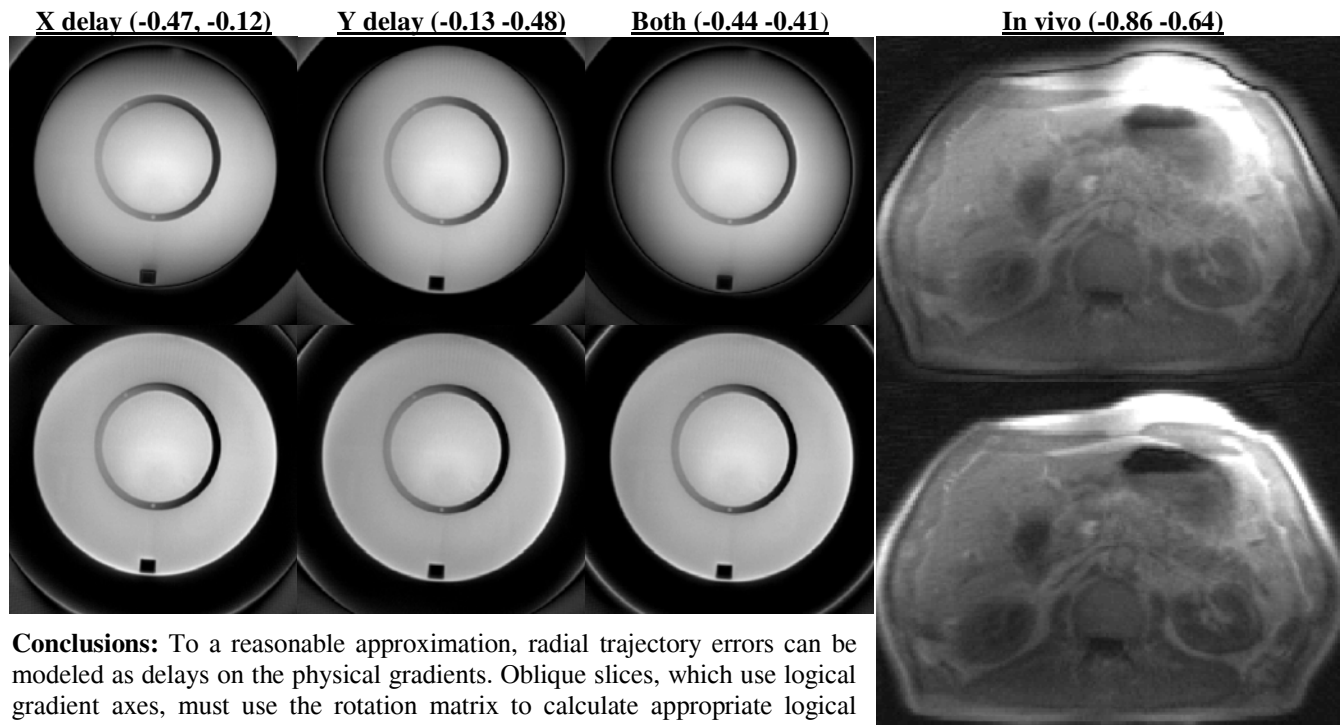 X delay (-0.47, -0.12)
Y delay (-0.13 -0.48)
Both (-0.44 -0.41)
In vivo (-0.86 -0.64)
Conclusions: To a reasonable approximation, radial trajectory errors can be
modeled as delays on the physical gradients. Oblique slices, which use logical
gradient axes, must use the rotation matrix to calculate appropriate logical